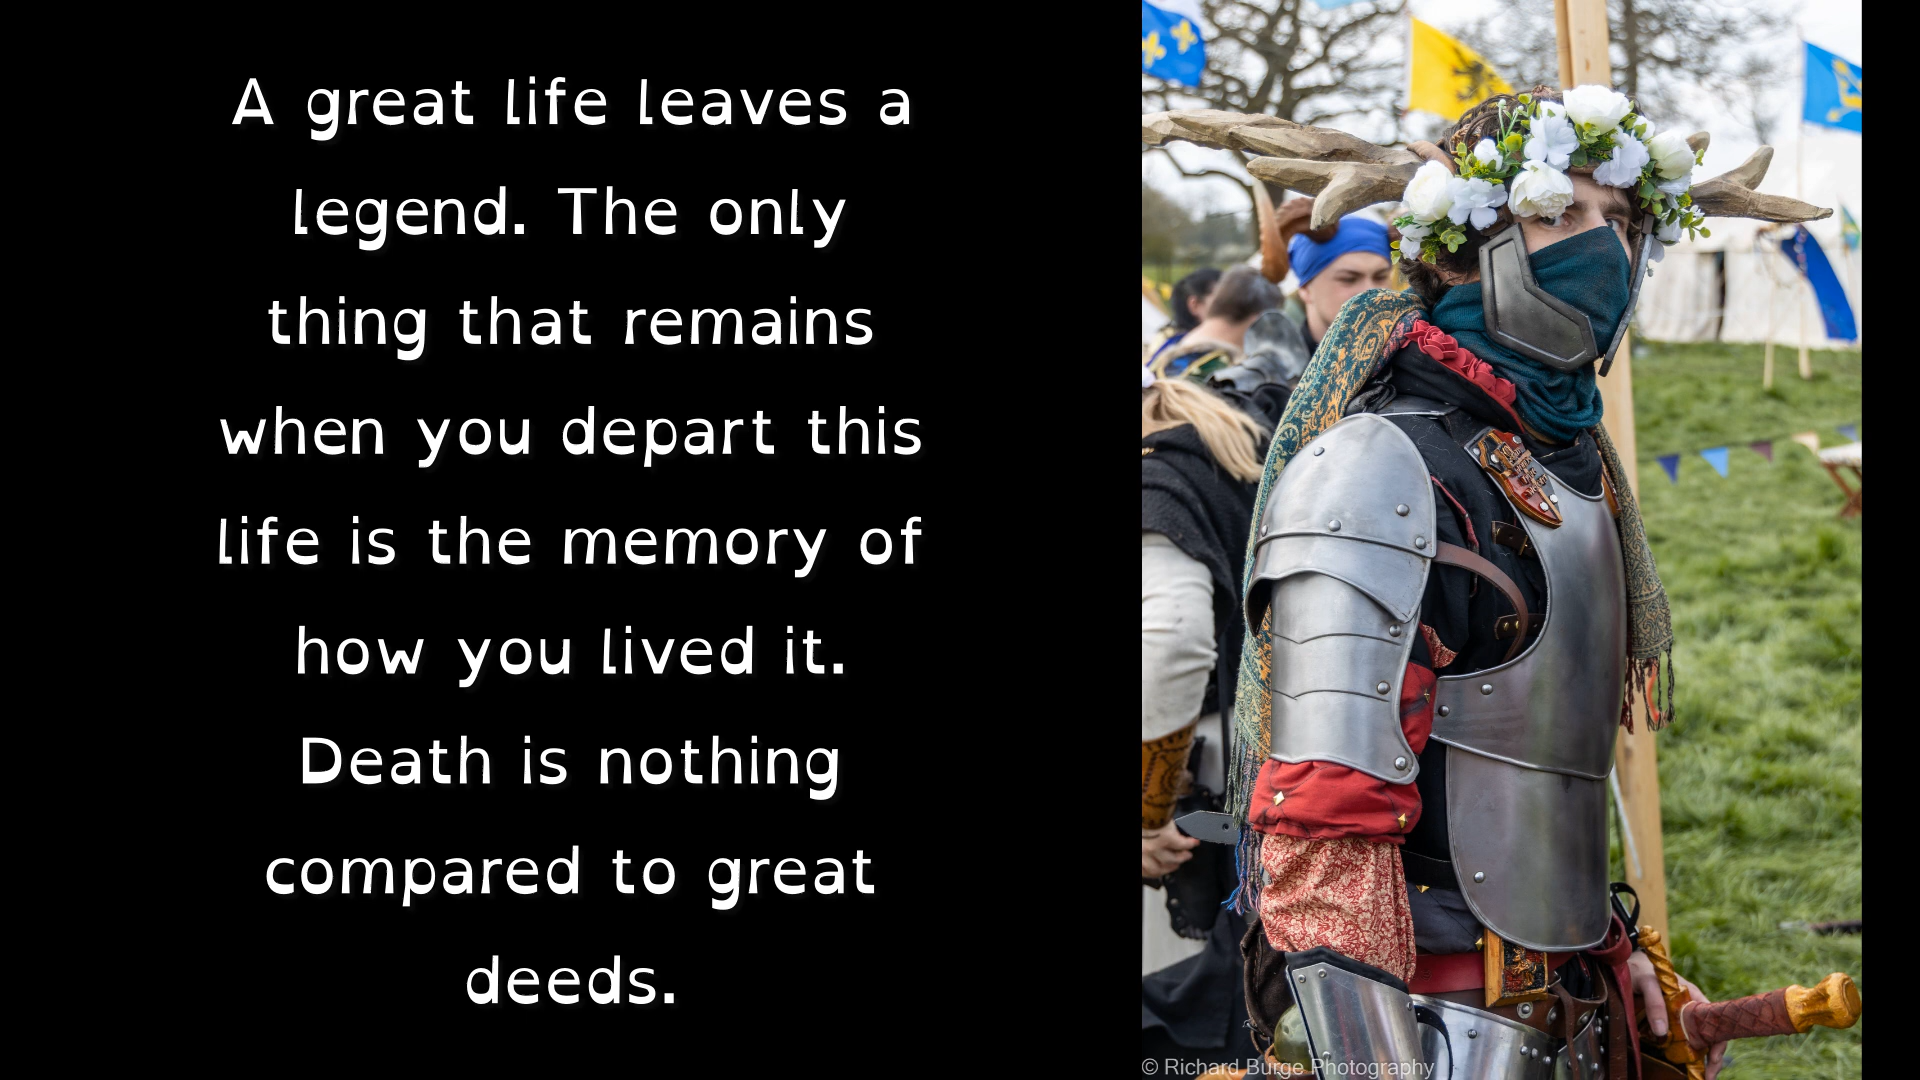 A great life leaves a
legend. The only
thing that remains
when you depart this
life is the memory of
how you lived it.
Death is nothing
compared to great
deeds.
© Richard Burge Photography